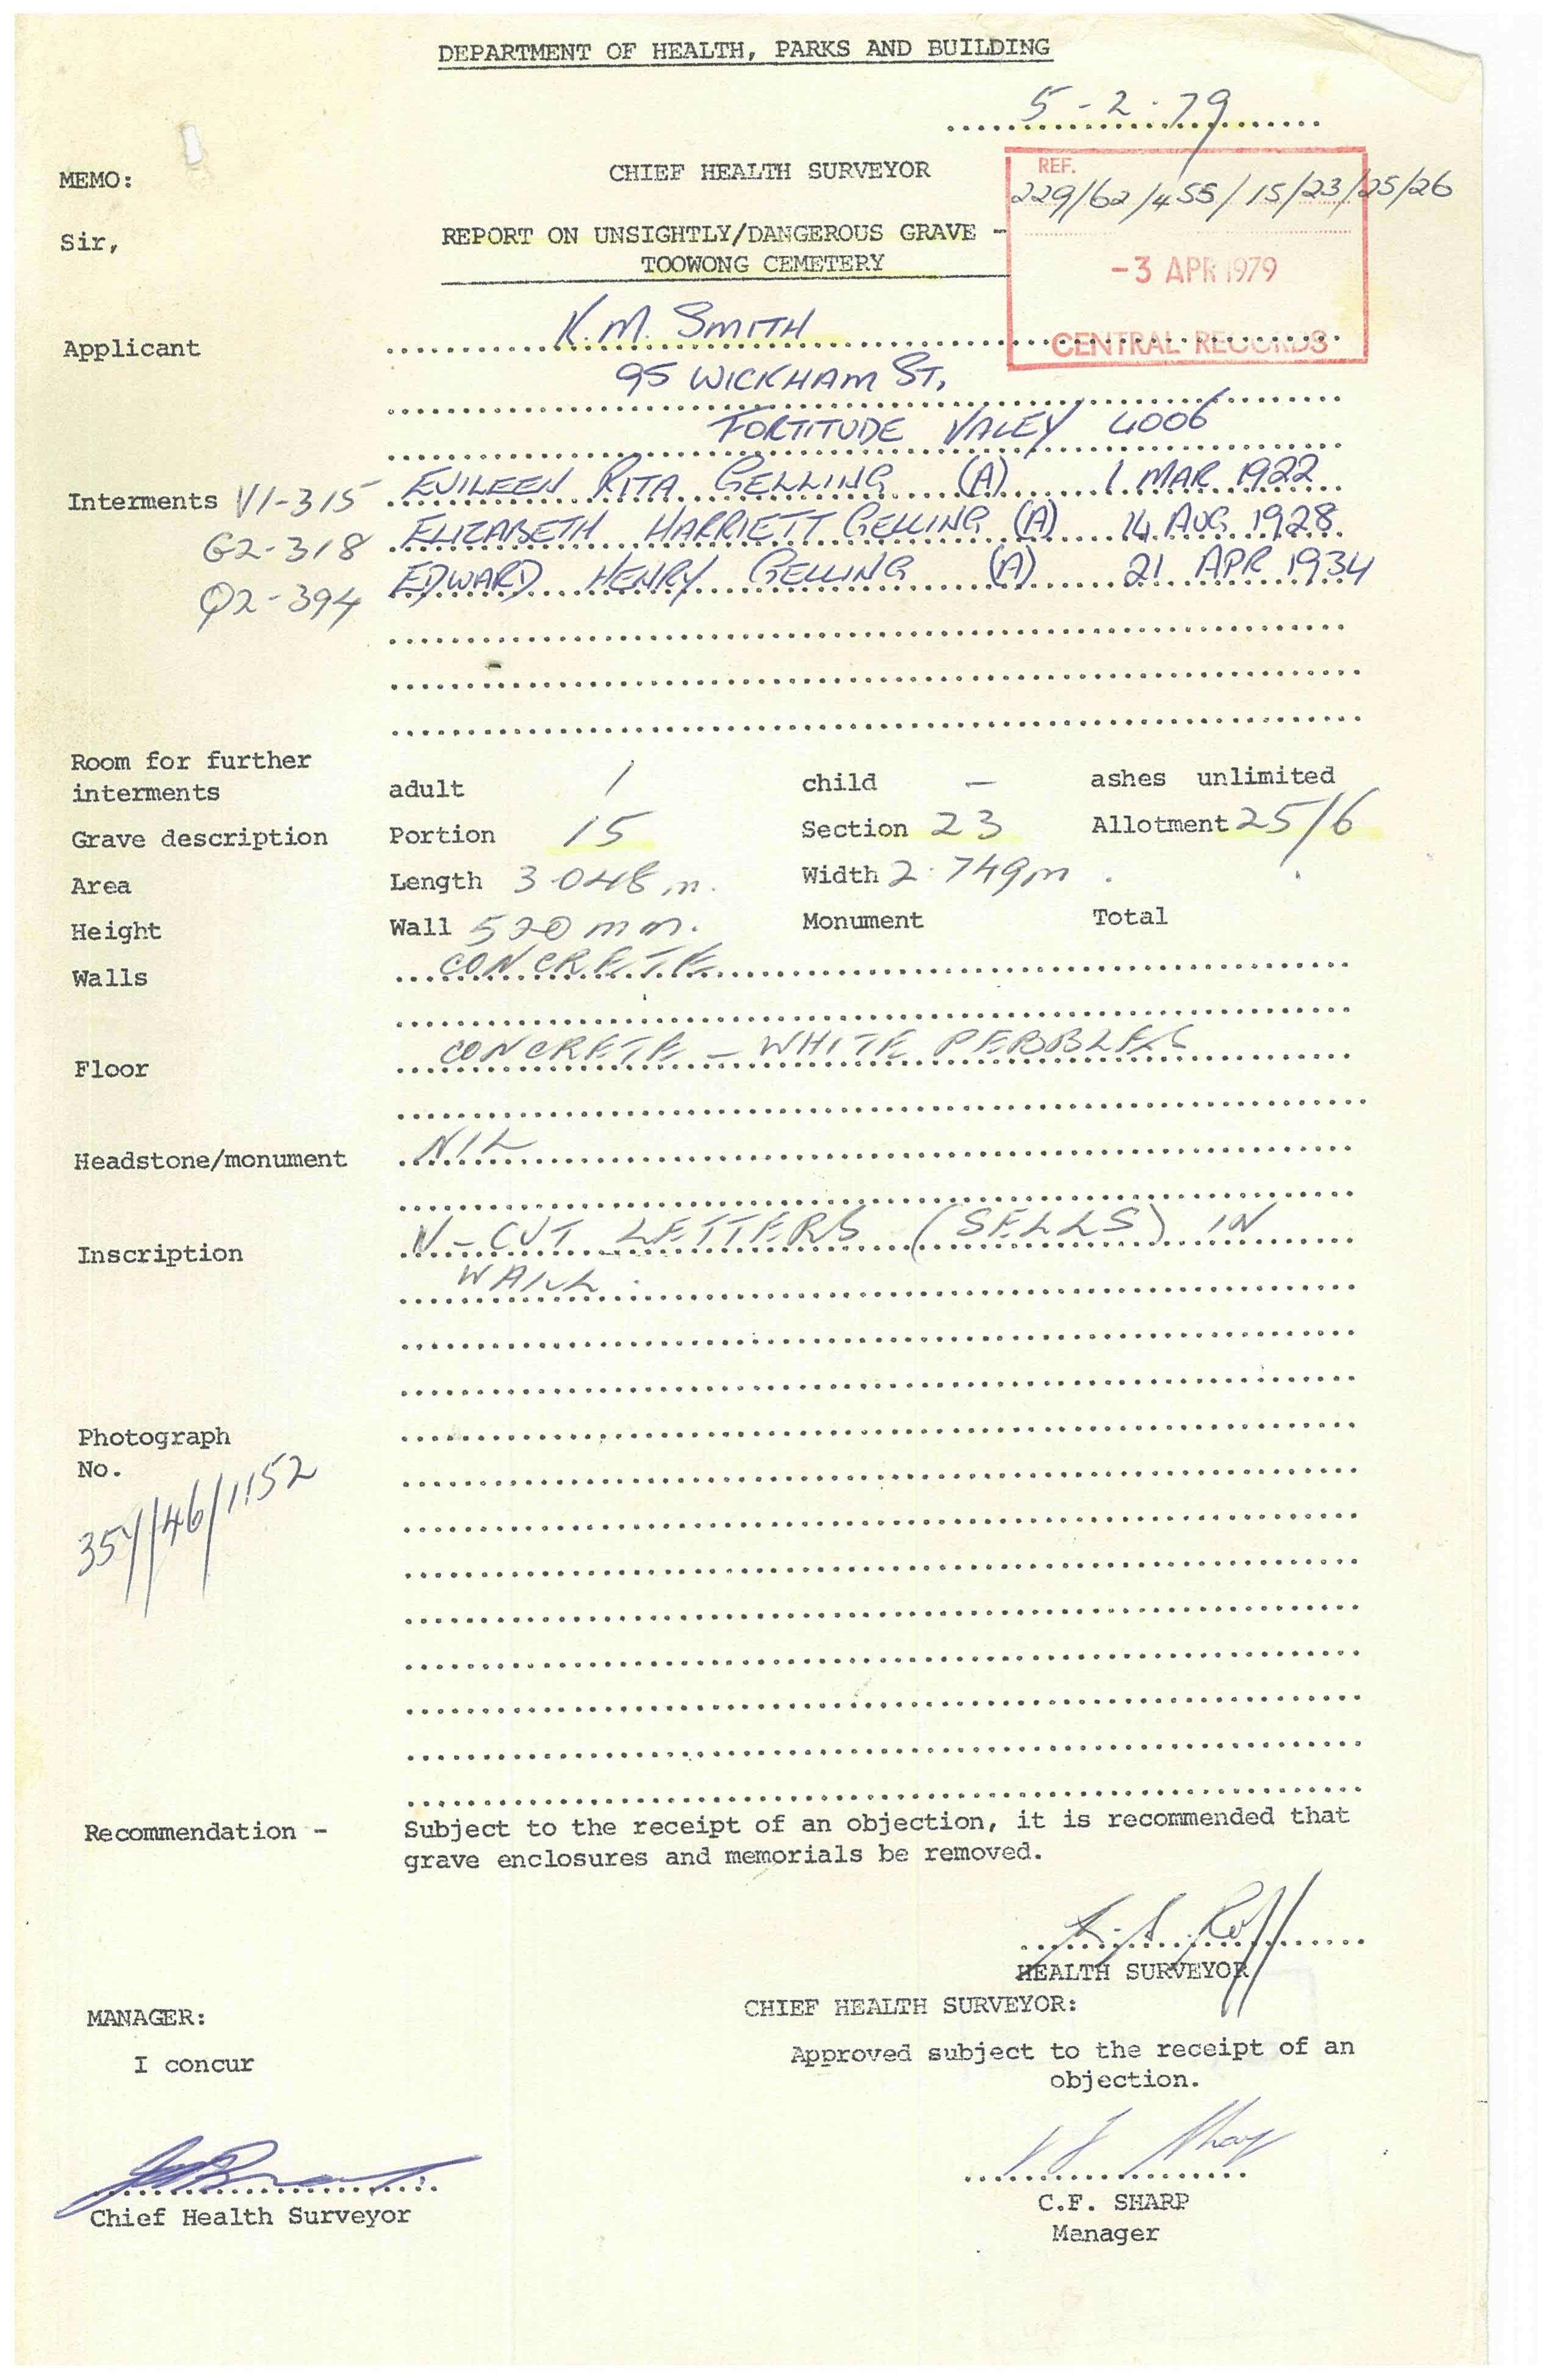 DEPARTMENT OF HEALTH, PARKS AND BUILDING
5-2-79
MEMO: CHIEF HEALTH SURVEYOR
REF.
229/62/455/15/23/25/26
Sir, REPORT ON UNSIGHTLY/DANGEROUS GRAVE -
TOOWONG CEMETERY
-3 APR 1979
CENTRAL RECORDS
Applicant K.M. SMITH
95 WICKHAM ST,
FORTITUDE VALEY 4006
Interments V1-315 EVILEEN RITA GELLING (A) 1 MAR 1922
G2-318 ELIZABETH HARRIETT GELLING (A) 14 AUG 1928
Q2-394 EDWARD HENRY GELLING (A) 21 APR 1934
Room for further
interments adult 1 child - ashes unlimited
Grave description Portion 15 Section 23 Allotment 25/6
Area Length 3.048 m. Width 2.749m.
Height Wall 520 mm. Monument Total
Walls CONCRETE
Floor CONCRETE - WHITE PEBBLES
Headstone/monument NIL
Inscription V-CUT LETTERS (SELLS) IN
WALL.
Photograph
No.
357/46/1152
Recommendation - Subject to the receipt of an objection, it is recommended that
grave enclosures and memorials be removed.
HEALTH SURVEYOR
MANAGER: CHIEF HEALTH SURVEYOR:
I concur Approved subject to the receipt of an
objection.
Chief Health Surveyor C.F. SHARP
Manager